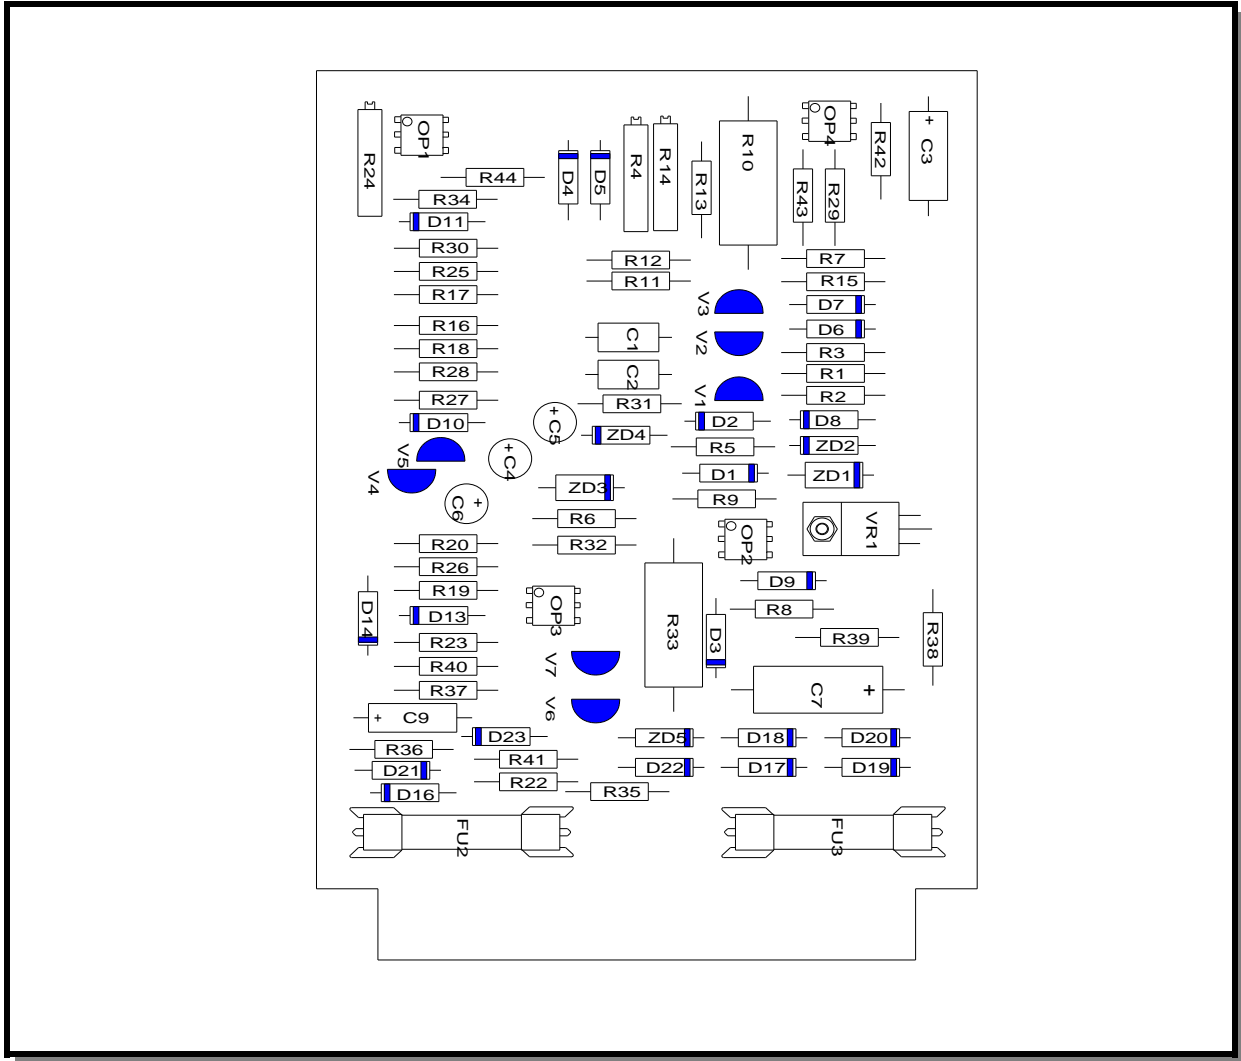 R24
OP1
R44
D4
D5
R4
R14
R13
R10
OP4
R42
C3
+
R43
R29
R34
D11
R30
R25
R17
R16
R18
R28
R27
D10
R12
R11
C1
C2
R31
ZD4
V3
V2
V1
R7
R15
D7
D6
R3
R1
R2
D2
D8
R5
ZD2
D1
ZD1
R9
+
C5
+
C4
V5
V4
C6
+
ZD3
R6
R32
OP2
VR1
R20
R26
R19
D13
D14
R23
R40
R37
OP3
V7
V6
R33
D3
D9
R8
R39
R38
C7
+
+
C9
D23
ZD5
D18
D20
R36
R41
D21
D22
D17
D19
R22
D16
R35
FU2
FU3